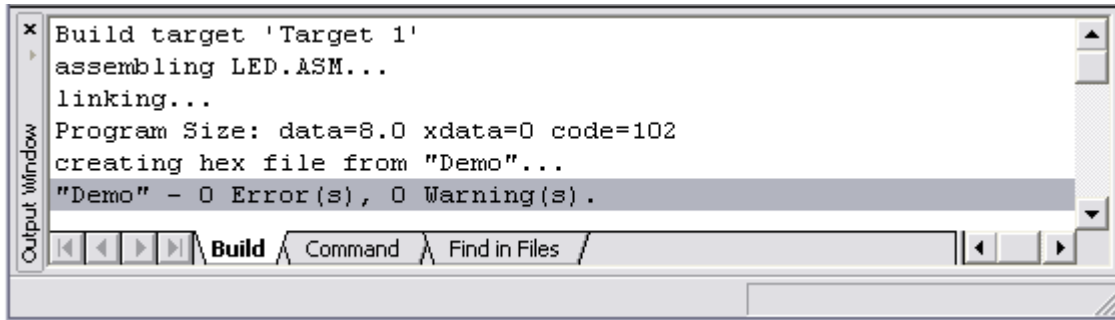 Build target 'Target 1'
assembling LED.ASM...
linking...
Program Size: data=8.0 xdata=0 code=102
creating hex file from "Demo"...
"Demo" - 0 Error(s), 0 Warning(s).
Output Window
Build Command Find in Files